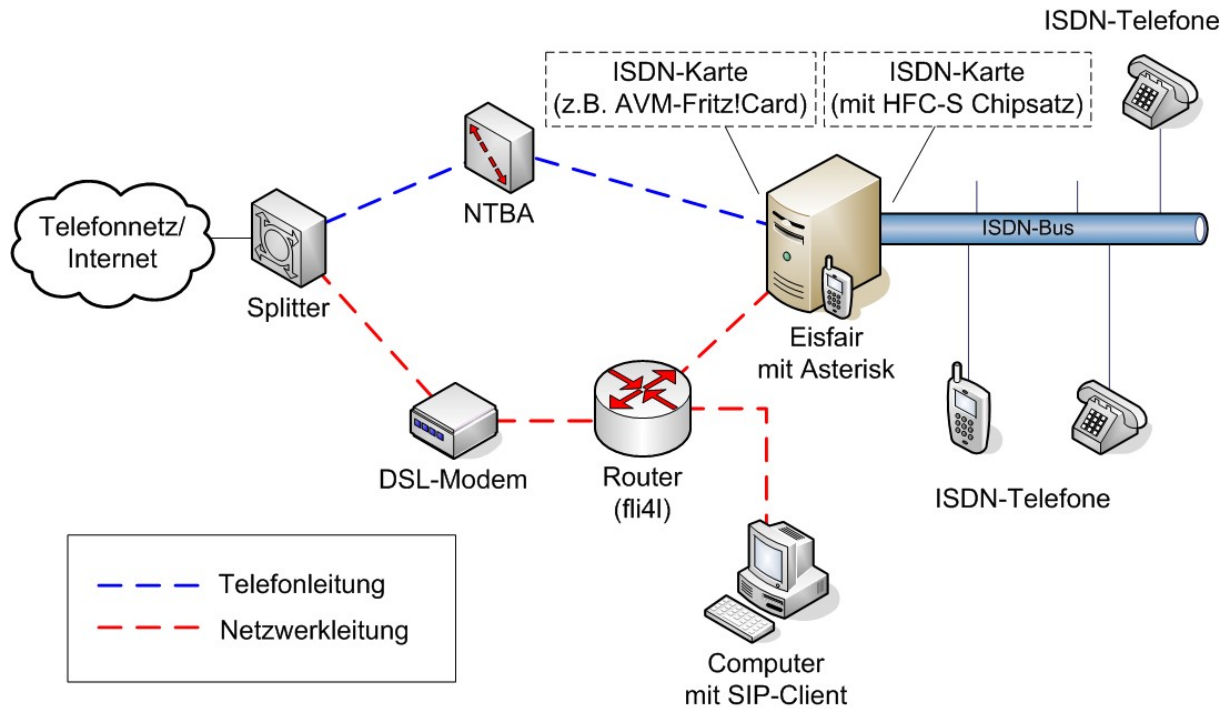 ISDN-Telefone
ISDN-Karte
(z.B. AVM-Fritz!Card)
ISDN-Karte
(mit HFC-S Chipsatz)
NTBA
Telefonnetz/
Internet
ISDN-Bus
Splitter
Eisfair
mit Asterisk
DSL-Modem
Router
(fli4l)
ISDN-Telefone
Telefonleitung
Netzwerkleitung
Computer
mit SIP-Client